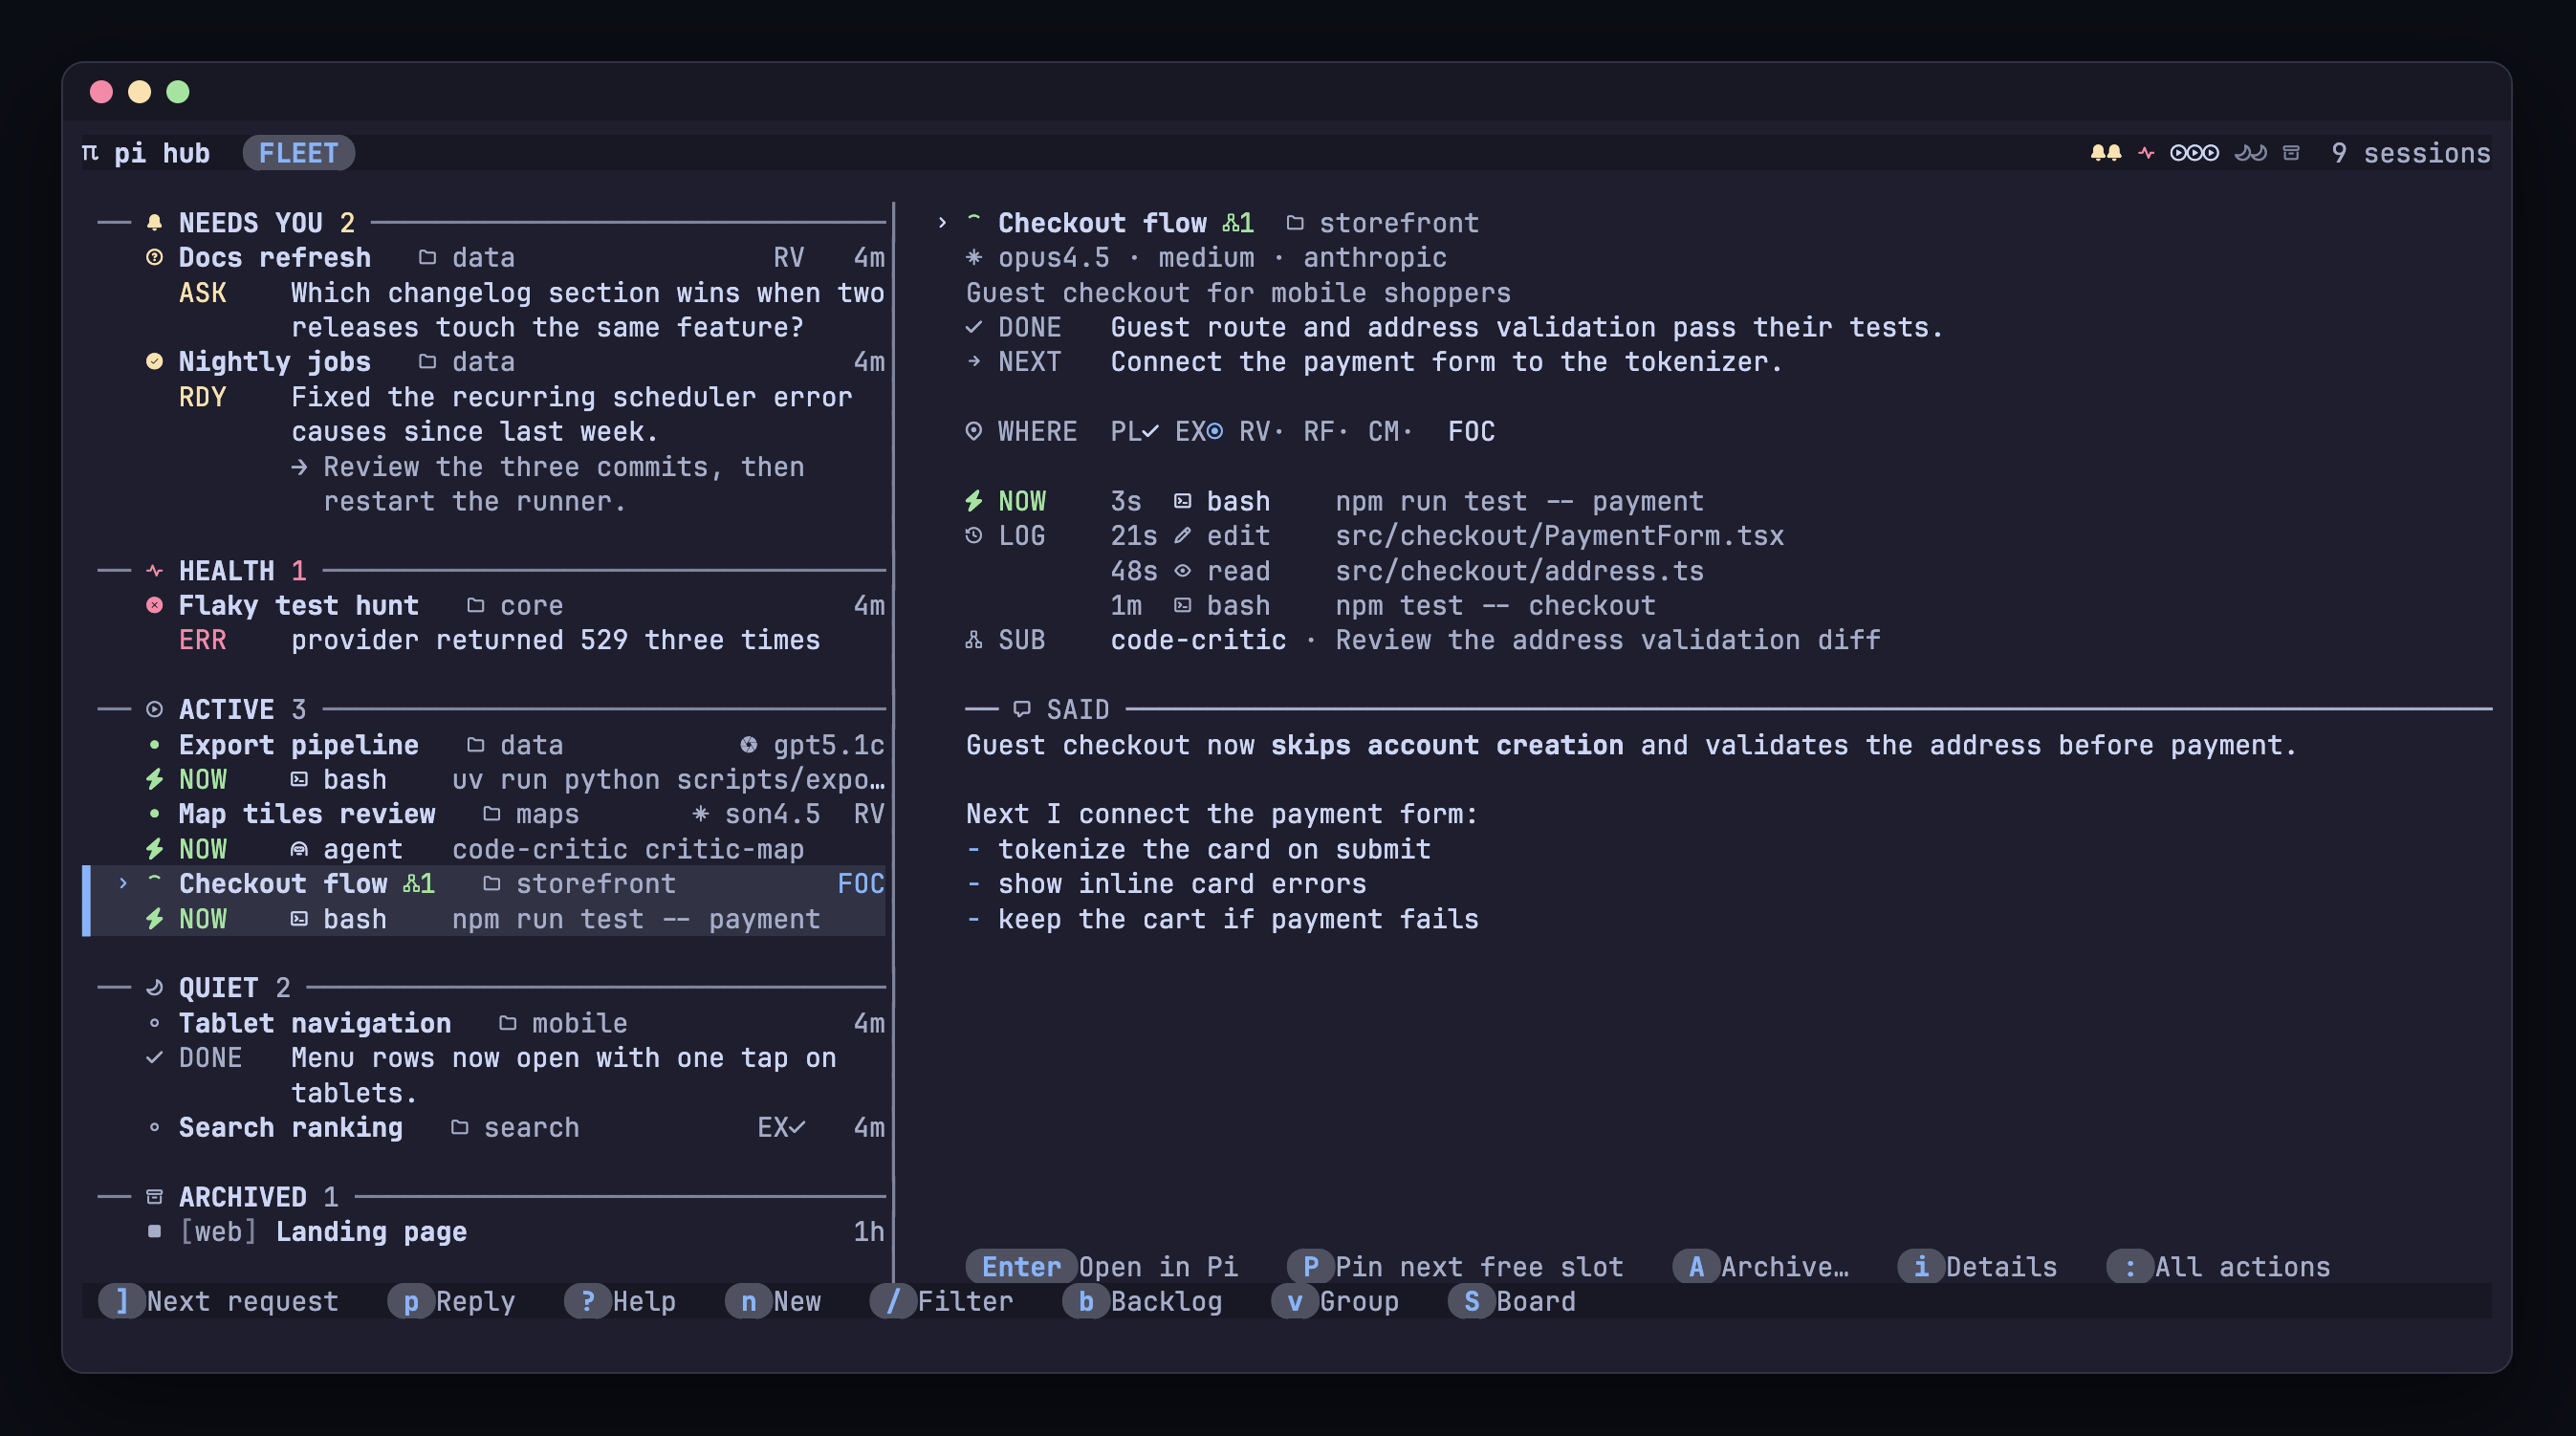 π pi hub FLEET 9 sessions
NEEDS YOU 2
Docs refresh data RV 4m
ASK Which changelog section wins when two
releases touch the same feature?
Nightly jobs data 4m
RDY Fixed the recurring scheduler error
causes since last week.
→ Review the three commits, then
restart the runner.
HEALTH 1
Flaky test hunt core 4m
ERR provider returned 529 three times
ACTIVE 3
Export pipeline data gpt5.1c
NOW bash uv run python scripts/expo…
Map tiles review maps son4.5 RV
NOW agent code-critic critic-map
› Checkout flow 1 storefront FOC
NOW bash npm run test -- payment
QUIET 2
Tablet navigation mobile 4m
✓ DONE Menu rows now open with one tap on
tablets.
Search ranking search EX✓ 4m
ARCHIVED 1
[web] Landing page 1h
› Checkout flow 1 storefront
opus4.5 · medium · anthropic
Guest checkout for mobile shoppers
✓ DONE Guest route and address validation pass their tests.
→ NEXT Connect the payment form to the tokenizer.
WHERE PL✓ EX RV· RF· CM· FOC
NOW 3s bash npm run test -- payment
LOG 21s edit src/checkout/PaymentForm.tsx
48s read src/checkout/address.ts
1m bash npm test -- checkout
SUB code-critic · Review the address validation diff
SAID
Guest checkout now skips account creation and validates the address before payment.
Next I connect the payment form:
- tokenize the card on submit
- show inline card errors
- keep the cart if payment fails
Enter Open in Pi P Pin next free slot A Archive… i Details : All actions
] Next request p Reply ? Help n New / Filter b Backlog v Group S Board